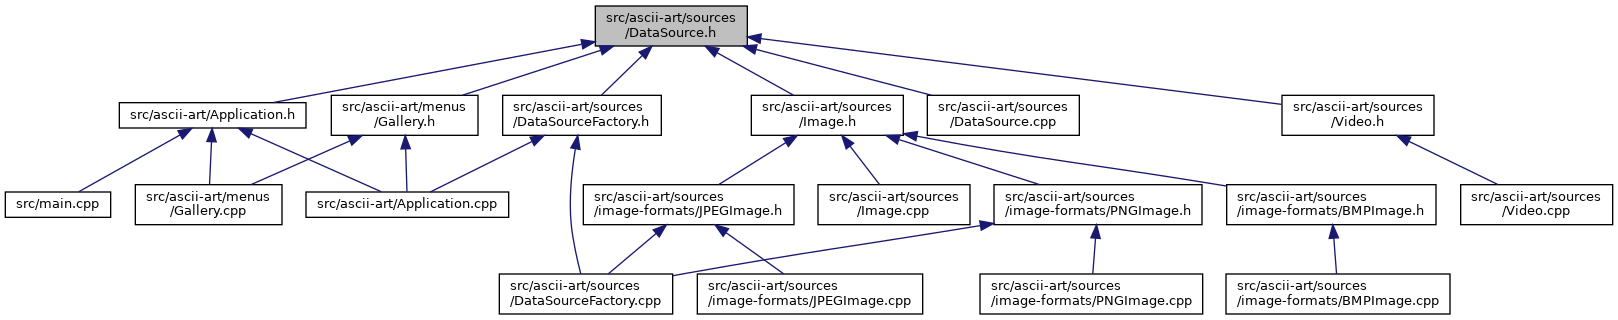 src/ascii-art/sources
/DataSource.h
src/ascii-art/Application.h
src/ascii-art/menus
/Gallery.h
src/ascii-art/sources
/DataSourceFactory.h
src/ascii-art/sources
/Image.h
src/ascii-art/sources
/DataSource.cpp
src/ascii-art/sources
/Video.h
src/main.cpp
src/ascii-art/menus
/Gallery.cpp
src/ascii-art/Application.cpp
src/ascii-art/sources
/image-formats/JPEGImage.h
src/ascii-art/sources
/Image.cpp
src/ascii-art/sources
/image-formats/PNGImage.h
src/ascii-art/sources
/image-formats/BMPImage.h
src/ascii-art/sources
/Video.cpp
src/ascii-art/sources
/DataSourceFactory.cpp
src/ascii-art/sources
/image-formats/JPEGImage.cpp
src/ascii-art/sources
/image-formats/PNGImage.cpp
src/ascii-art/sources
/image-formats/BMPImage.cpp